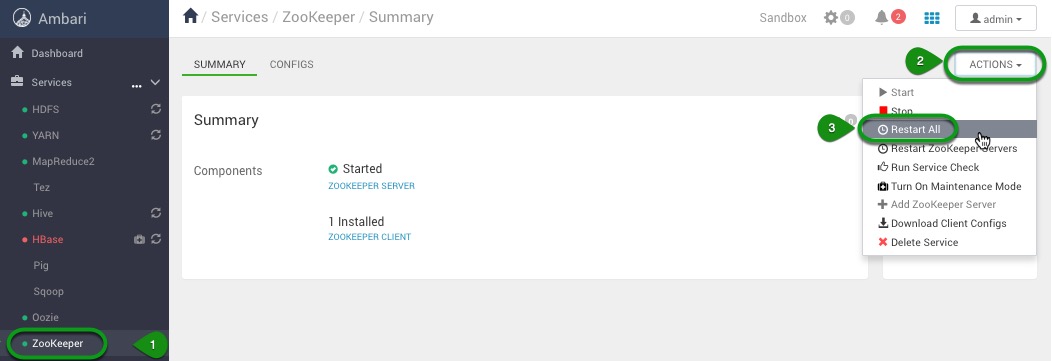 Ambari
/ Services / ZooKeeper / Summary
Sandbox
0
2
admin
Dashboard
Services
...
HDFS
YARN
MapReduce2
Tez
Hive
HBase
Pig
Sqoop
Oozie
ZooKeeper
1
SUMMARY
CONFIGS
2
ACTIONS
Summary
Components
Started
ZOOKEEPER SERVER
1 Installed
ZOOKEEPER CLIENT
0
3
Start
Stop
Restart All
Restart ZooKeeper Servers
Run Service Check
Turn On Maintenance Mode
Add ZooKeeper Server
Download Client Configs
Delete Service